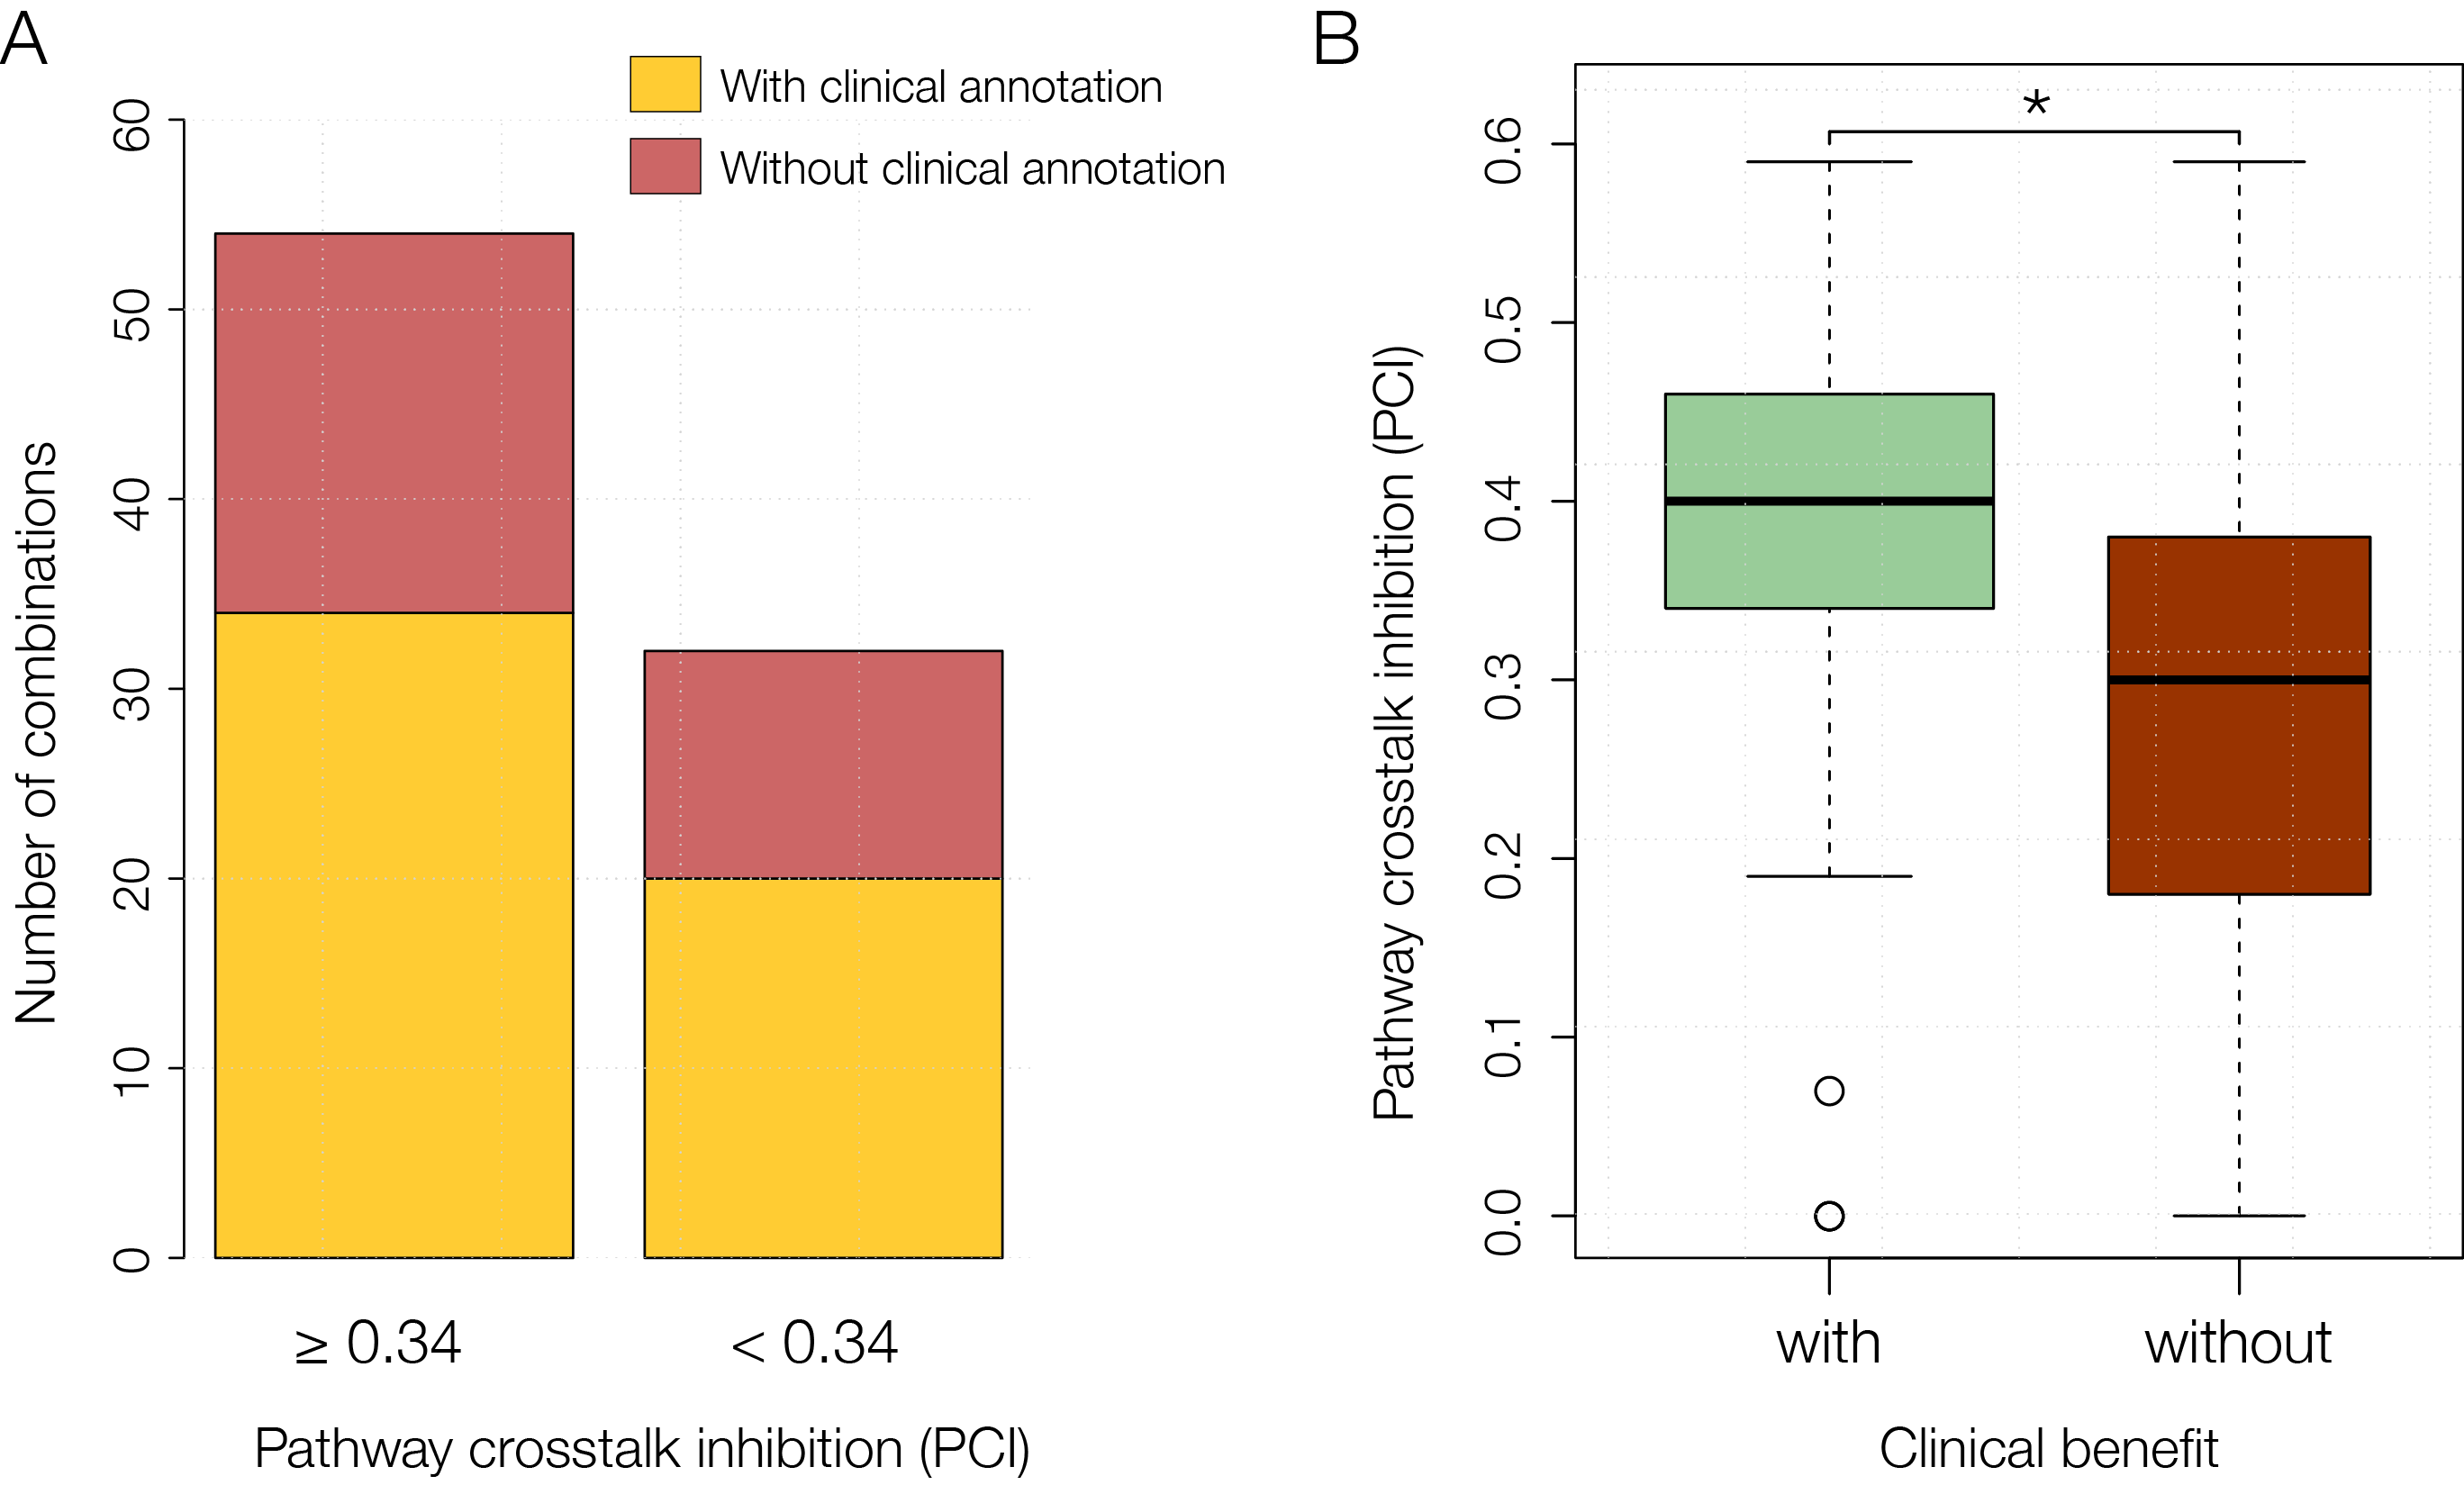 A
With clinical annotation
Without clinical annotation
Number of combinations
60
50
40
30
20
10
0
≥ 0.34
< 0.34
Pathway crosstalk inhibition (PCI)
B
*
Pathway crosstalk inhibition (PCI)
0.6
0.5
0.4
0.3
0.2
0.1
0.0
with
without
Clinical benefit